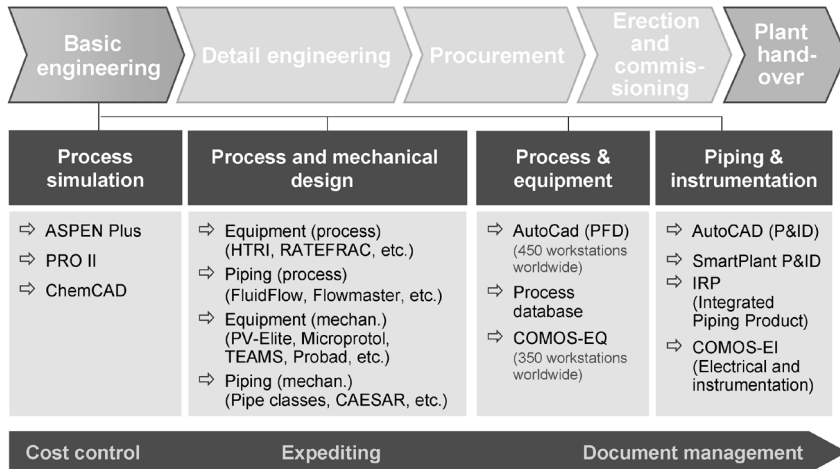 Basic
engineering
Detail engineering
Procurement
Erection
and
commis-
sioning
Plant
hand-
over
Process
simulation
Process and mechanical
design
Process &
equipment
Piping &
instrumentation
ASPEN Plus
PRO II
ChemCAD
Equipment (process)
(HTRI, RATEFRAC, etc.)
Piping (process)
(FluidFlow, Flowmaster, etc.)
Equipment (mechan.)
(PV-Elite, Microprotol,
TEAMS, Probad, etc.)
Piping (mechan.)
(Pipe classes, CAESAR, etc.)
AutoCad (PFD)
(450 workstations
worldwide)
Process
database
COMOS-EQ
(350 workstations
worldwide)
AutoCAD (P&ID)
SmartPlant P&ID
IRP
(Integrated
Piping Product)
COMOS-EI
(Electrical and
instrumentation)
Cost control
Expediting
Document management